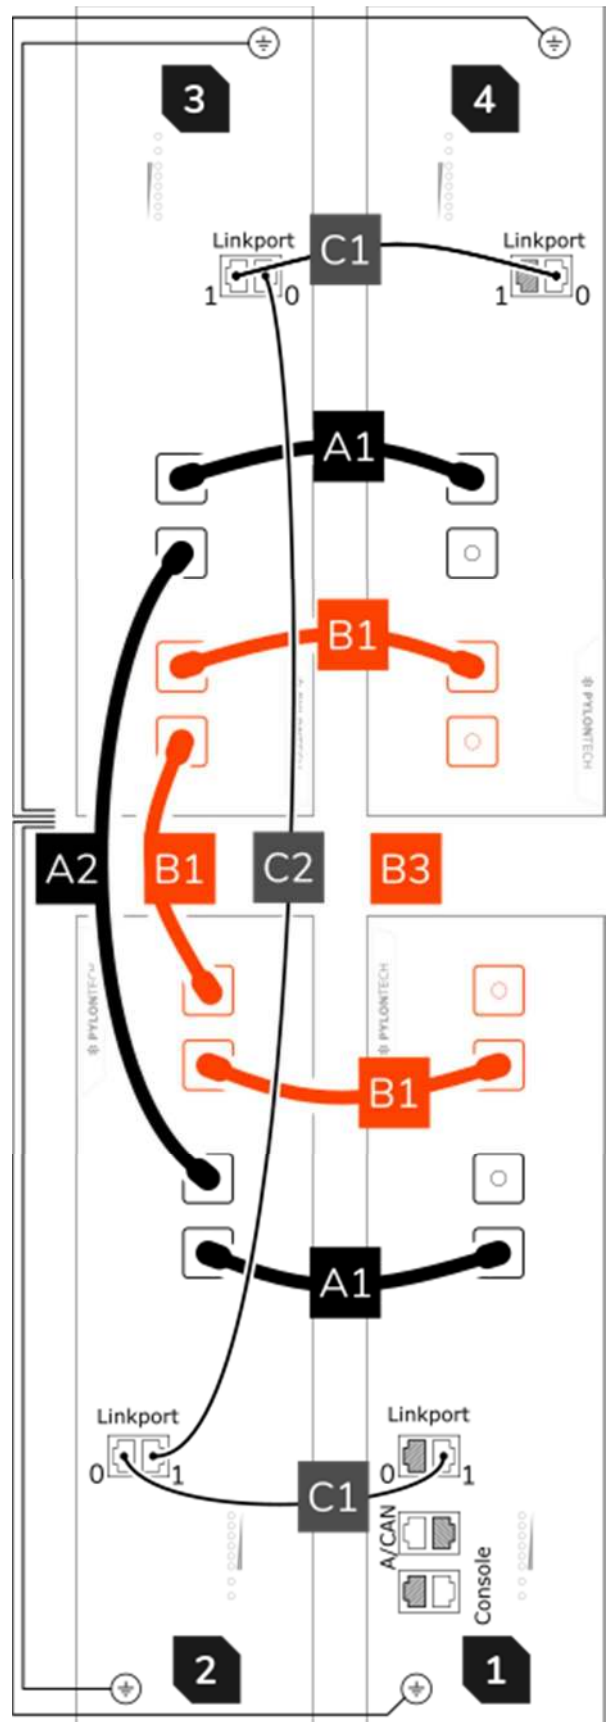 3
4
Linkport
C1
Linkport
1
0
1
0
A1
B1
PYLONTECH
A2
B1
C2
B3
PYLONTECH
PYLONTECH
B1
A1
Linkport
Linkport
0
1
0
1
C1
A/CAN
Console
2
1